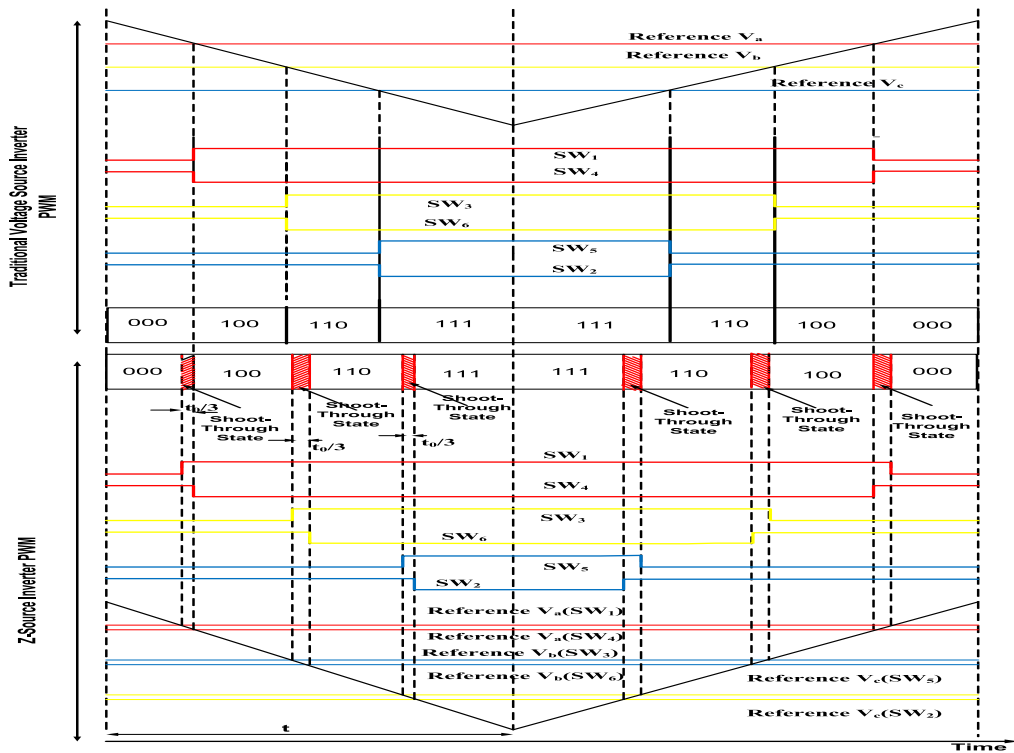 Traditional Voltage Source Inverter
PWM
Reference Va
Reference Vb
Reference Vc
SW1
SW4
SW3
SW6
SW5
SW2
000 100 110 111 111 110 100 000
Z-Source Inverter PWM
000 100 110 111 111 110 100 000
t0/3
Shoot-
Through
State
Shoot-
Through
State
t0/3
Shoot-
Through
State
t0/3
Shoot-
Through
State
Shoot-
Through
State
Shoot-
Through
State
SW1
SW4
SW3
SW6
SW5
SW2
Reference Va(SW1)
Reference Va(SW4)
Reference Vb(SW3)
Reference Vb(SW6)
Reference Vc(SW5)
Reference Vc(SW2)
t
Time